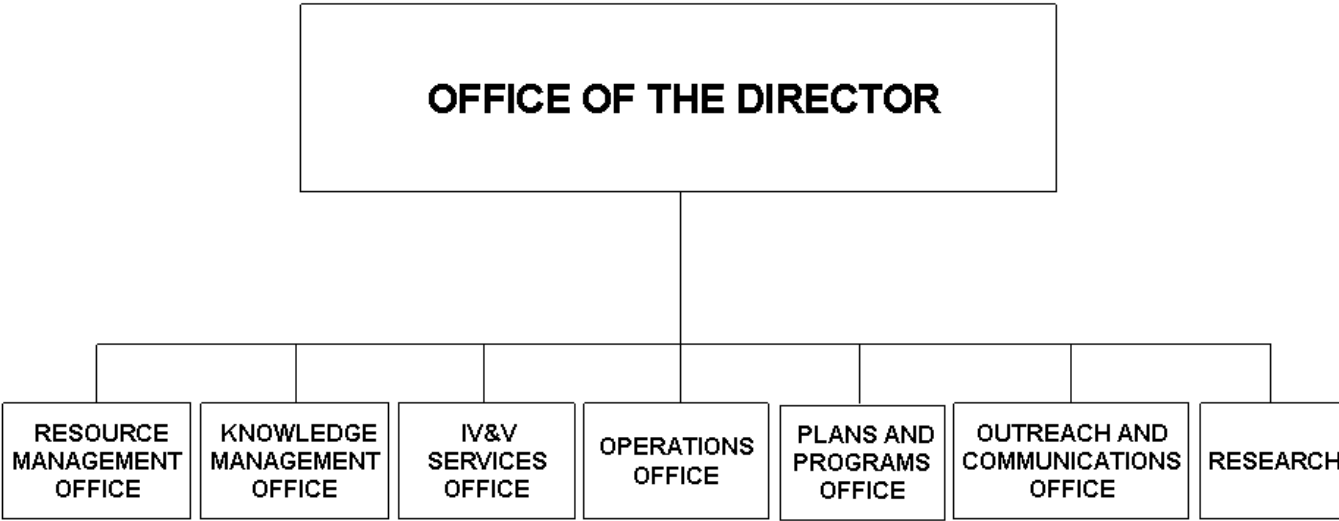 OFFICE OF THE DIRECTOR
RESOURCE
MANAGEMENT
OFFICE
KNOWLEDGE
MANAGEMENT
OFFICE
IV&V
SERVICES
OFFICE
OPERATIONS
OFFICE
PLANS AND
PROGRAMS
OFFICE
OUTREACH AND
COMMUNICATIONS
OFFICE
RESEARCH